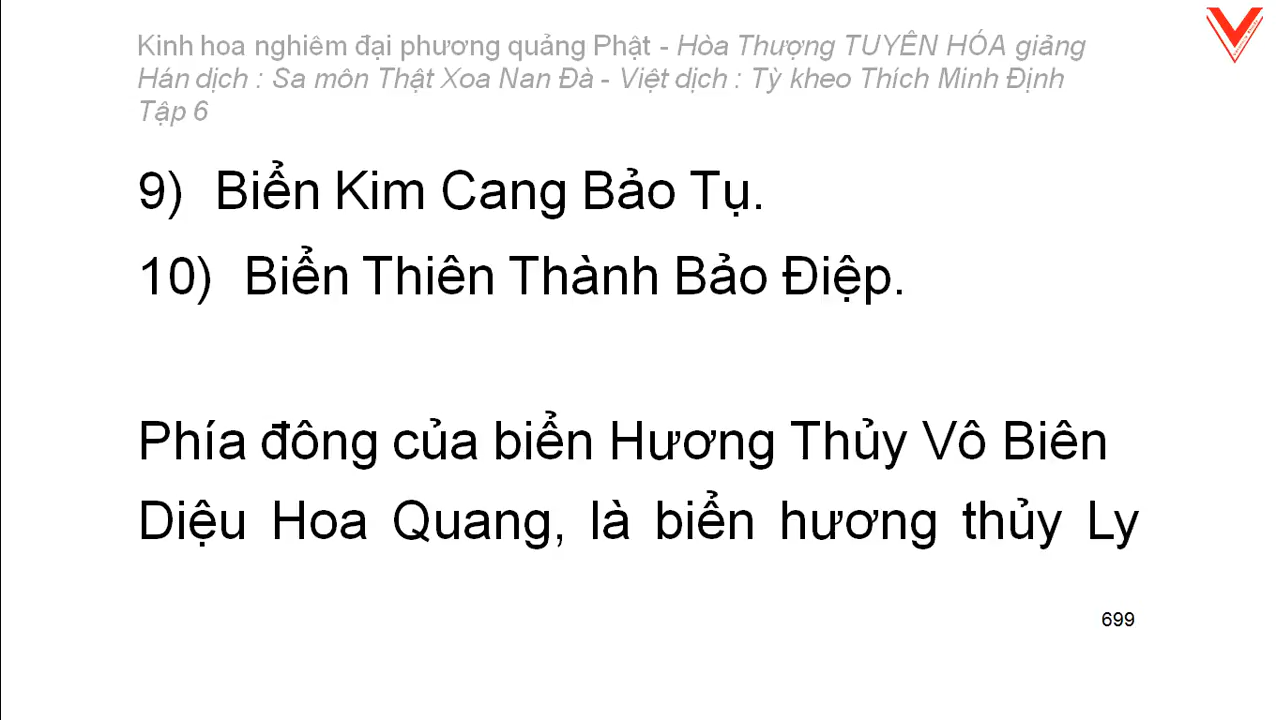 Kinh hoa nghiêm đại phương quảng Phật - Hòa Thượng TUYÊN HÓA giảng
Hán dịch : Sa môn Thật Xoa Nan Đà - Việt dịch : Tỳ kheo Thích Minh Định
Tập 6
9) Biển Kim Cang Bảo Tụ.
10) Biển Thiên Thành Bảo Điệp.
Phía đông của biển Hương Thủy Vô Biên
Diệu Hoa Quang, là biển hương thủy Ly
699